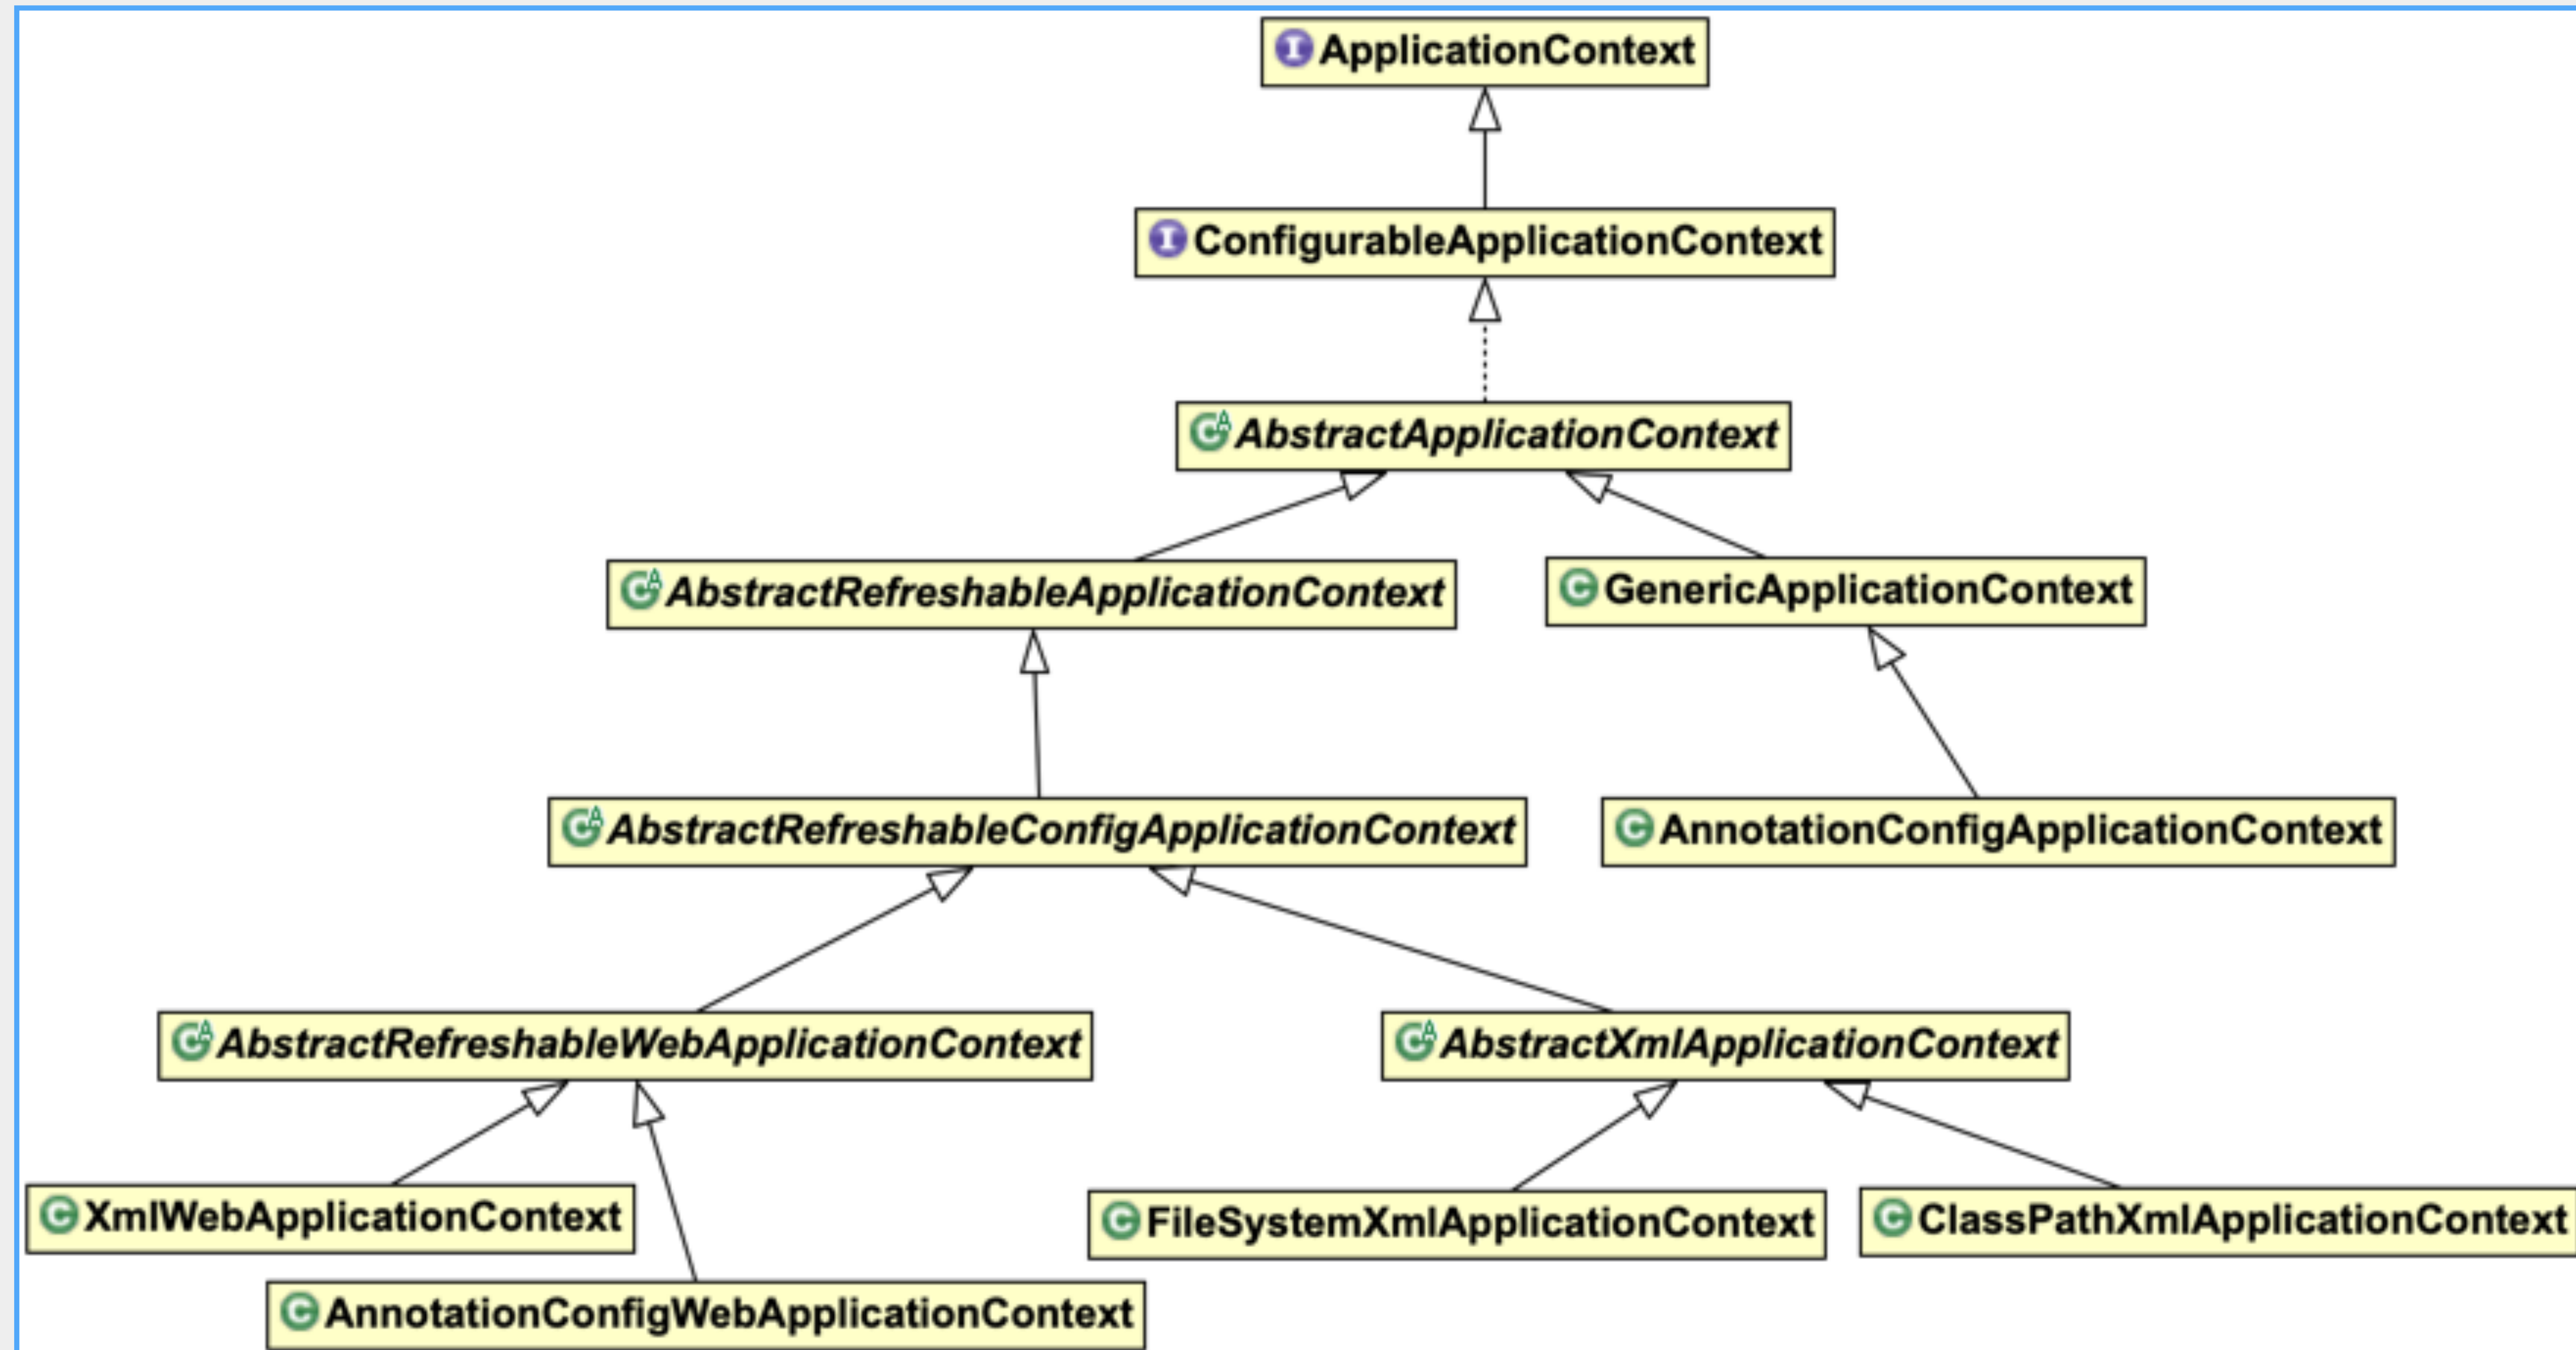 ApplicationContext
ConfigurableApplicationContext
AbstractApplicationContext
AbstractRefreshableApplicationContext
GenericApplicationContext
AbstractRefreshableConfigApplicationContext
AnnotationConfigApplicationContext
AbstractRefreshableWebApplicationContext
AbstractXmlApplicationContext
XmlWebApplicationContext
FileSystemXmlApplicationContext
ClassPathXmlApplicationContext
AnnotationConfigWebApplicationContext